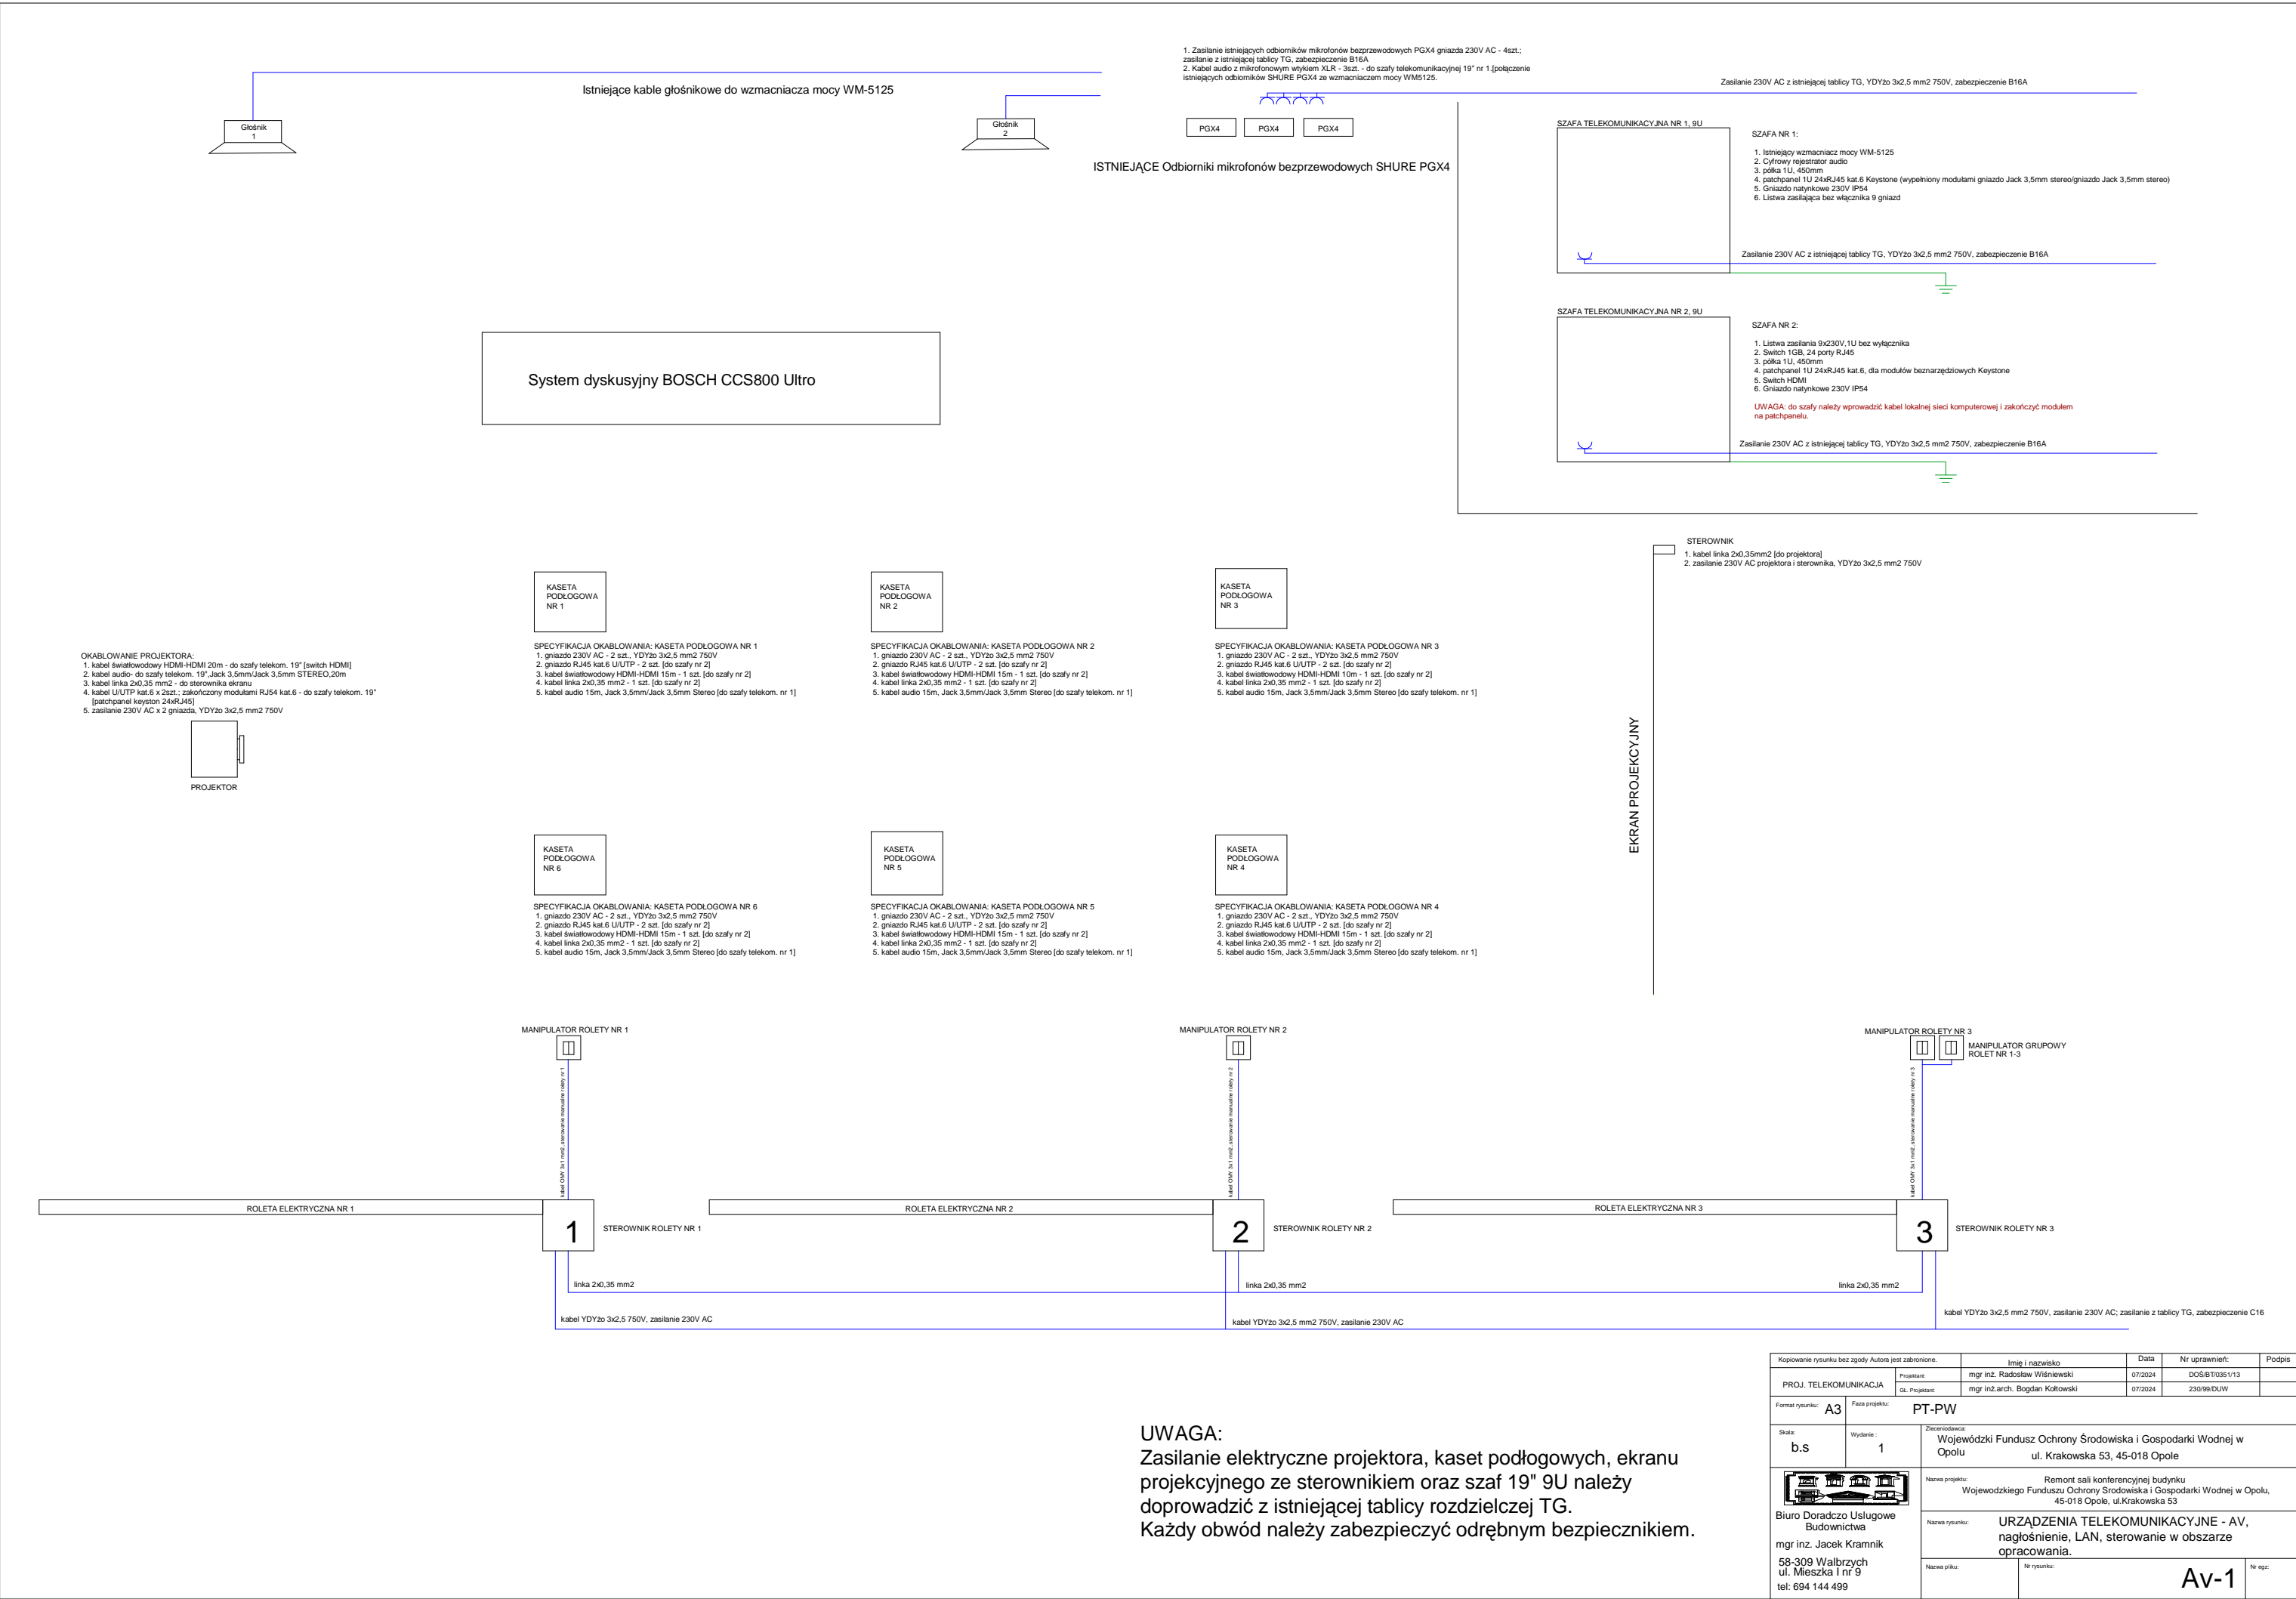 1. Zasilanie istniejących odbiorników mikrofonów bezprzewodowych PGX4 gniazda 230V AC - 4szt.;
zasilanie z istniejącej tablicy TG, zabezpieczenie B16A
2. Kabel audio z mikrofonowym wtykiem XLR - 3szt. - do szafy telekomunikacyjnej 19" nr 1.[połączenie
istniejących odbiorników SHURE PGX4 ze wzmacniaczem mocy WM5125.
Zasilanie 230V AC z istniejącej tablicy TG, YDYżo 3x2,5 mm2 750V, zabezpieczenie B16A
Istniejące kable głośnikowe do wzmacniacza mocy WM-5125
Głośnik
1
Głośnik
2
PGX4
PGX4
PGX4
ISTNIEJĄCE Odbiorniki mikrofonów bezprzewodowych SHURE PGX4
SZAFA TELEKOMUNIKACYJNA NR 1, 9U
SZAFA NR 1:
1. Istniejący wzmacniacz mocy WM-5125
2. Cyfrowy rejestrator audio
3. półka 1U, 450mm
4. patchpanel 1U 24xRJ45 kat.6 Keystone (wypełniony modułami gniazdo Jack 3,5mm stereo/gniazdo Jack 3,5mm stereo)
5. Gniazdo natynkowe 230V IP54
6. Listwa zasilająca bez włącznika 9 gniazd
Zasilanie 230V AC z istniejącej tablicy TG, YDYżo 3x2,5 mm2 750V, zabezpieczenie B16A
SZAFA TELEKOMUNIKACYJNA NR 2, 9U
SZAFA NR 2:
1. Listwa zasilania 9x230V,1U bez wyłącznika
2. Switch 1GB, 24 porty RJ45
3. półka 1U, 450mm
4. patchpanel 1U 24xRJ45 kat.6, dla modułów beznarzędziowych Keystone
5. Switch HDMI
6. Gniazdo natynkowe 230V IP54
UWAGA: do szafy należy wprowadzić kabel lokalnej sieci komputerowej i zakończyć modułem
na patchpanelu.
Zasilanie 230V AC z istniejącej tablicy TG, YDYżo 3x2,5 mm2 750V, zabezpieczenie B16A
System dyskusyjny BOSCH CCS800 Ultro
STEROWNIK
1. kabel linka 2x0,35mm2 [do projektora]
2. zasilanie 230V AC projektora i sterownika, YDYżo 3x2,5 mm2 750V
EKRAN PROJEKCYJNY
OKABLOWANIE PROJEKTORA:
1. kabel światłowodowy HDMI-HDMI 20m - do szafy telekom. 19" [switch HDMI]
2. kabel audio- do szafy telekom. 19",Jack 3,5mm/Jack 3,5mm STEREO,20m
3. kabel linka 2x0,35 mm2 - do sterownika ekranu
4. kabel U/UTP kat.6 x 2szt.; zakończony modułami RJ54 kat.6 - do szafy telekom. 19"
[patchpanel keyston 24xRJ45]
5. zasilanie 230V AC x 2 gniazda, YDYżo 3x2,5 mm2 750V
PROJEKTOR
KASETA
PODŁOGOWA
NR 1
SPECYFIKACJA OKABLOWANIA: KASETA PODŁOGOWA NR 1
1. gniazdo 230V AC - 2 szt., YDYżo 3x2,5 mm2 750V
2. gniazdo RJ45 kat.6 U/UTP - 2 szt. [do szafy nr 2]
3. kabel światłowodowy HDMI-HDMI 15m - 1 szt. [do szafy nr 2]
4. kabel linka 2x0,35 mm2 - 1 szt. [do szafy nr 2]
5. kabel audio 15m, Jack 3,5mm/Jack 3,5mm Stereo [do szafy telekom. nr 1]
KASETA
PODŁOGOWA
NR 2
SPECYFIKACJA OKABLOWANIA: KASETA PODŁOGOWA NR 2
1. gniazdo 230V AC - 2 szt., YDYżo 3x2,5 mm2 750V
2. gniazdo RJ45 kat.6 U/UTP - 2 szt. [do szafy nr 2]
3. kabel światłowodowy HDMI-HDMI 15m - 1 szt. [do szafy nr 2]
4. kabel linka 2x0,35 mm2 - 1 szt. [do szafy nr 2]
5. kabel audio 15m, Jack 3,5mm/Jack 3,5mm Stereo [do szafy telekom. nr 1]
KASETA
PODŁOGOWA
NR 3
SPECYFIKACJA OKABLOWANIA: KASETA PODŁOGOWA NR 3
1. gniazdo 230V AC - 2 szt., YDYżo 3x2,5 mm2 750V
2. gniazdo RJ45 kat.6 U/UTP - 2 szt. [do szafy nr 2]
3. kabel światłowodowy HDMI-HDMI 10m - 1 szt. [do szafy nr 2]
4. kabel linka 2x0,35 mm2 - 1 szt. [do szafy nr 2]
5. kabel audio 15m, Jack 3,5mm/Jack 3,5mm Stereo [do szafy telekom. nr 1]
KASETA
PODŁOGOWA
NR 6
SPECYFIKACJA OKABLOWANIA: KASETA PODŁOGOWA NR 6
1. gniazdo 230V AC - 2 szt., YDYżo 3x2,5 mm2 750V
2. gniazdo RJ45 kat.6 U/UTP - 2 szt. [do szafy nr 2]
3. kabel światłowodowy HDMI-HDMI 15m - 1 szt. [do szafy nr 2]
4. kabel linka 2x0,35 mm2 - 1 szt. [do szafy nr 2]
5. kabel audio 15m, Jack 3,5mm/Jack 3,5mm Stereo [do szafy telekom. nr 1]
KASETA
PODŁOGOWA
NR 5
SPECYFIKACJA OKABLOWANIA: KASETA PODŁOGOWA NR 5
1. gniazdo 230V AC - 2 szt., YDYżo 3x2,5 mm2 750V
2. gniazdo RJ45 kat.6 U/UTP - 2 szt. [do szafy nr 2]
3. kabel światłowodowy HDMI-HDMI 15m - 1 szt. [do szafy nr 2]
4. kabel linka 2x0,35 mm2 - 1 szt. [do szafy nr 2]
5. kabel audio 15m, Jack 3,5mm/Jack 3,5mm Stereo [do szafy telekom. nr 1]
KASETA
PODŁOGOWA
NR 4
SPECYFIKACJA OKABLOWANIA: KASETA PODŁOGOWA NR 4
1. gniazdo 230V AC - 2 szt., YDYżo 3x2,5 mm2 750V
2. gniazdo RJ45 kat.6 U/UTP - 2 szt. [do szafy nr 2]
3. kabel światłowodowy HDMI-HDMI 15m - 1 szt. [do szafy nr 2]
4. kabel linka 2x0,35 mm2 - 1 szt. [do szafy nr 2]
5. kabel audio 15m, Jack 3,5mm/Jack 3,5mm Stereo [do szafy telekom. nr 1]
MANIPULATOR ROLETY NR 1
kabel OMY 3x1 mm2, sterowanie manualne rolety nr 1
MANIPULATOR ROLETY NR 2
kabel OMY 3x1 mm2, sterowanie manualne rolety nr 2
MANIPULATOR ROLETY NR 3
MANIPULATOR GRUPOWY
ROLET NR 1-3
kabel OMY 3x1 mm2, sterowanie manualne rolety nr 3
ROLETA ELEKTRYCZNA NR 1
1
STEROWNIK ROLETY NR 1
ROLETA ELEKTRYCZNA NR 2
2
STEROWNIK ROLETY NR 2
ROLETA ELEKTRYCZNA NR 3
3
STEROWNIK ROLETY NR 3
linka 2x0,35 mm2
linka 2x0,35 mm2
linka 2x0,35 mm2
kabel YDYżo 3x2,5 750V, zasilanie 230V AC
kabel YDYżo 3x2,5 mm2 750V, zasilanie 230V AC
kabel YDYżo 3x2,5 mm2 750V, zasilanie 230V AC; zasilanie z tablicy TG, zabezpieczenie C16
UWAGA:
Zasilanie elektryczne projektora, kaset podłogowych, ekranu
projekcyjnego ze sterownikiem oraz szaf 19" 9U należy
doprowadzić z istniejącej tablicy rozdzielczej TG.
Każdy obwód należy zabezpieczyć odrębnym bezpiecznikiem.
Kopiowanie rysunku bez zgody Autora jest zabronione.
Imię i nazwisko
Data
Nr uprawnień:
Podpis
PROJ. TELEKOMUNIKACJA
Projektant:
mgr inż. Radosław Wiśniewski
07/2024
DOŚ/BT/0351/13
GŁ. Projektant:
mgr inż.arch. Bogdan Kołtowski
07/2024
230/99/DUW
Format rysunku:
A3
Faza projektu:
PT-PW
Skala:
b.s
Wydanie :
1
Zleceniodawca:
Wojewódzki Fundusz Ochrony Środowiska i Gospodarki Wodnej w
Opolu
ul. Krakowska 53, 45-018 Opole
Nazwa projektu:
Remont sali konferencyjnej budynku
Wojewodzkiego Funduszu Ochrony Srodowiska i Gospodarki Wodnej w Opolu,
45-018 Opole, ul.Krakowska 53
Biuro Doradczo Uslugowe
Budownictwa
mgr inz. Jacek Kramnik
58-309 Walbrzych
ul. Mieszka I nr 9
tel: 694 144 499
Nazwa rysunku:
URZĄDZENIA TELEKOMUNIKACYJNE - AV,
nagłośnienie, LAN, sterowanie w obszarze
opracowania.
Nazwa pliku:
Nr rysunku:
Av-1
Nr egz: